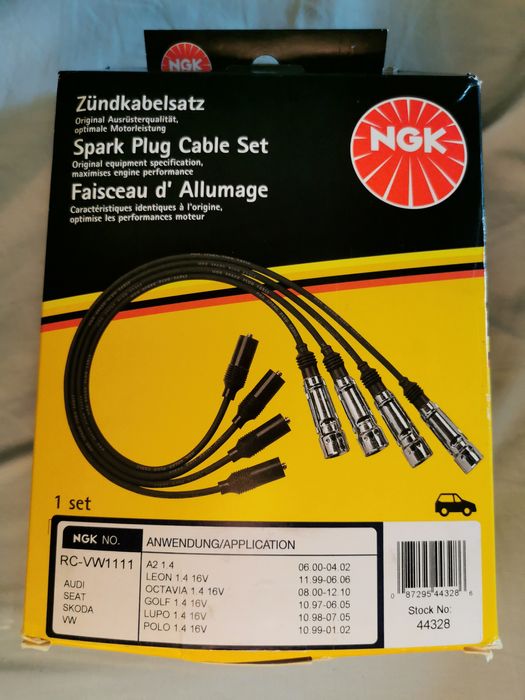 NGK
Zündkabelsatz
Original Ausrüsterqualität,
optimale Motorleistung
Spark Plug Cable Set
Original equipment specification,
maximises engine performance
Faisceau d' Allumage
Caractéristiques identiques à l'origine,
optimise les performances moteur
NGK
1 set
NGK NO. ANWENDUNG/APPLICATION
RC-VW1111
AUDI
SEAT
SKODA
VW
A2 1.4 06.00-04.02
LEON 1.4 16V 11.99-06.06
OCTAVIA 1.4 16V 08.00-12.10
GOLF 1.4 16V 10.97-06.05
LUPO 1.4 16V 10.98-07.05
POLO 1.4 16V 10.99-01.02
0 87295 44328 6
Stock No:
44328